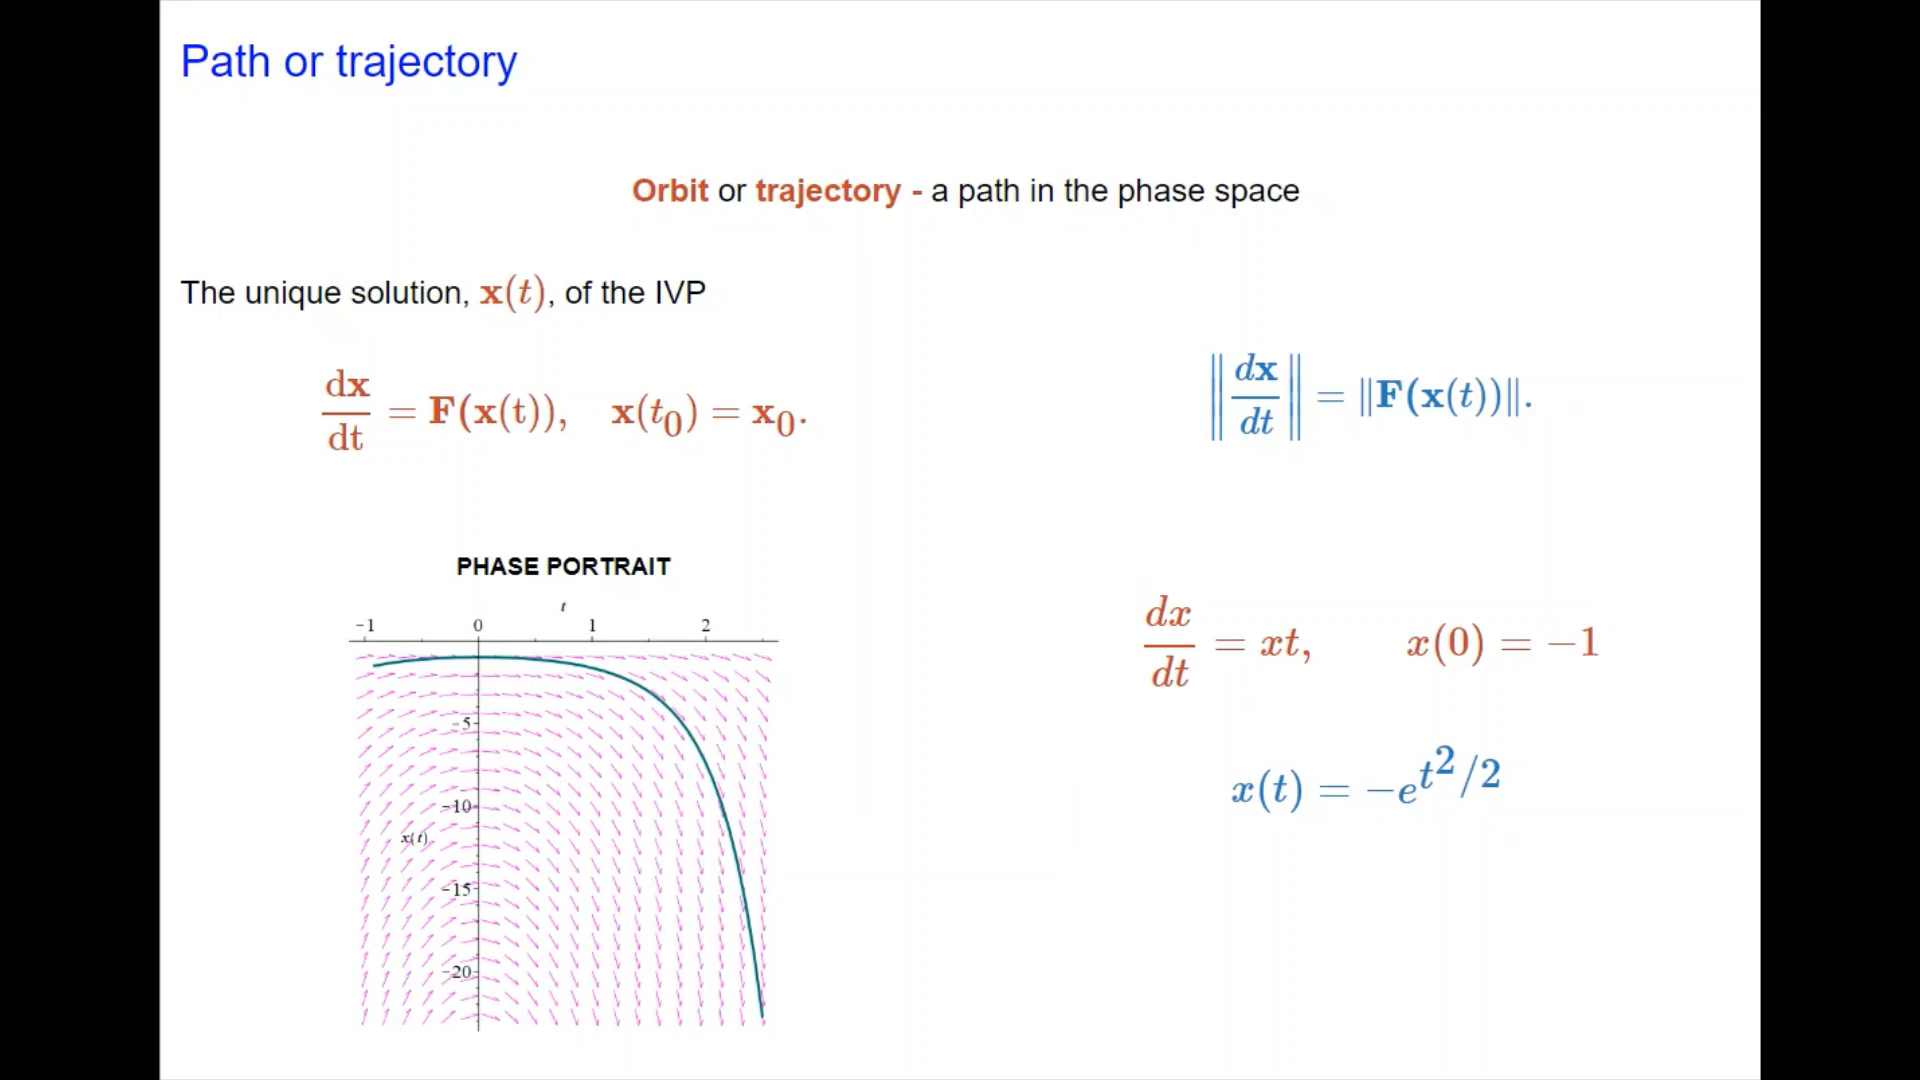 Path or trajectory
Orbit or trajectory - a path in the phase space
The unique solution, x(t), of the IVP
dx/dt = F(x(t)), x(t₀) = x₀.
‖dx/dt‖ = ‖F(x(t))‖.
PHASE PORTRAIT
t
−1 0 1 2
−5
−10
x(t)
−15
−20
dx/dt = xt, x(0) = −1
x(t) = −e^{t²/2}